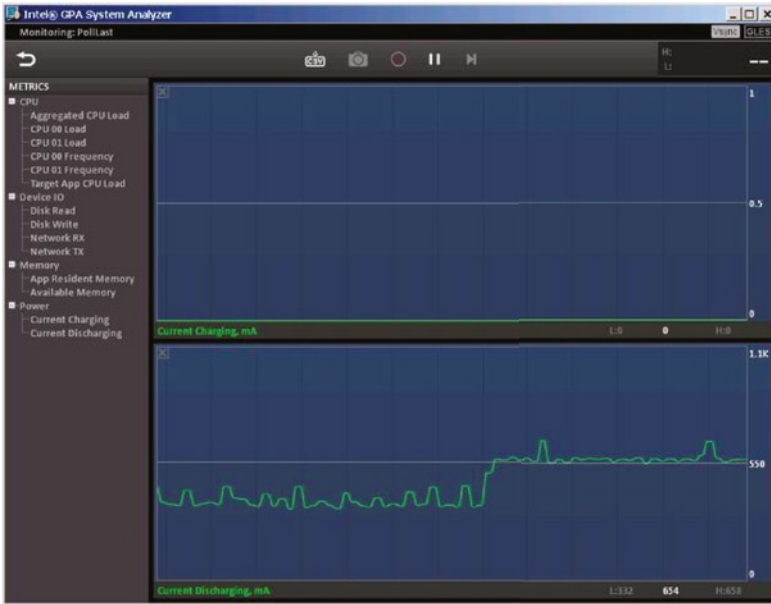 Intel® GPA System Analyzer
Monitoring: PollLast
Vsync GLES
H:
L:
--
METRICS
CPU
Aggregated CPU Load
CPU 00 Load
CPU 01 Load
CPU 00 Frequency
CPU 01 Frequency
Target App CPU Load
Device IO
Disk Read
Disk Write
Network RX
Network TX
Memory
App Resident Memory
Available Memory
Power
Current Charging
Current Discharging
1
0.5
0
Current Charging, mA L:0 0 H:0
1.1K
550
0
Current Discharging, mA L:332 654 H:658